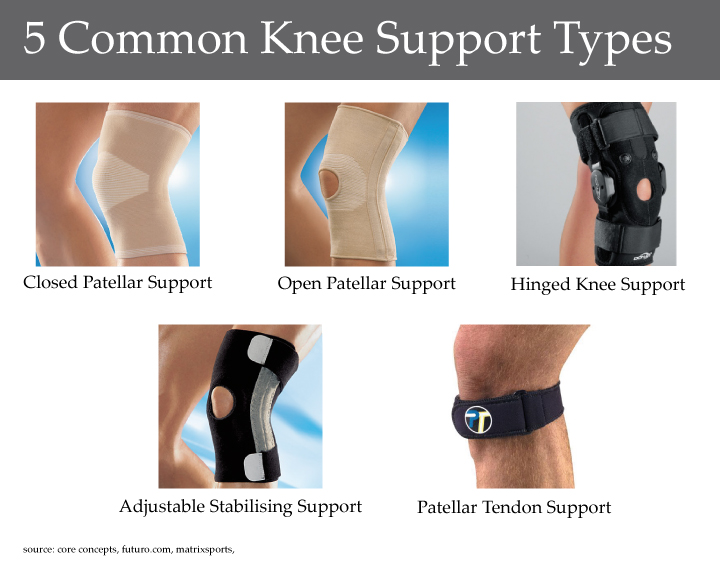 5 Common Knee Support Types
Closed Patellar Support
Open Patellar Support
Hinged Knee Support
Adjustable Stabilising Support
PT
Patellar Tendon Support
source: core concepts, futuro.com, matrixsports,